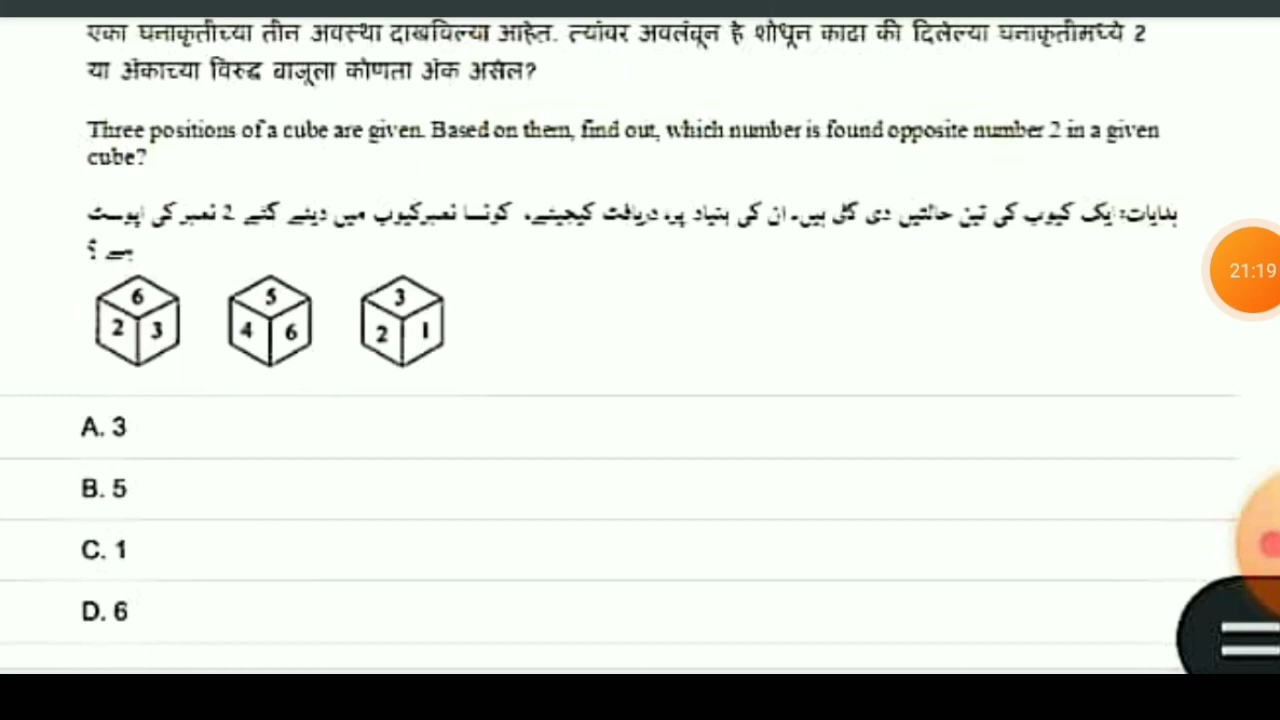 एका घनाकृतीच्या तीन अवस्था दाखविल्या आहेत. त्यांवर अवलंबून हे शोधून काढा की दिलेल्या घनाकृतीमध्ये 2
या अंकाच्या विरुद्ध बाजूला कोणता अंक असेल?
Three positions of a cube are given. Based on them, find out, which number is found opposite number 2 in a given
cube?
ہدایات: ایک کیوب کی تین حالتیں دی گئی ہیں۔ ان کی بنیاد پر، دریافت کیجیئے، کونسا نمبرکیوب میں دیئے گئے 2 نمبر کی اپوسٹ
ہے ؟
6 5 3
2 3 4 6 2 1
A. 3
B. 5
C. 1
D. 6
21:19